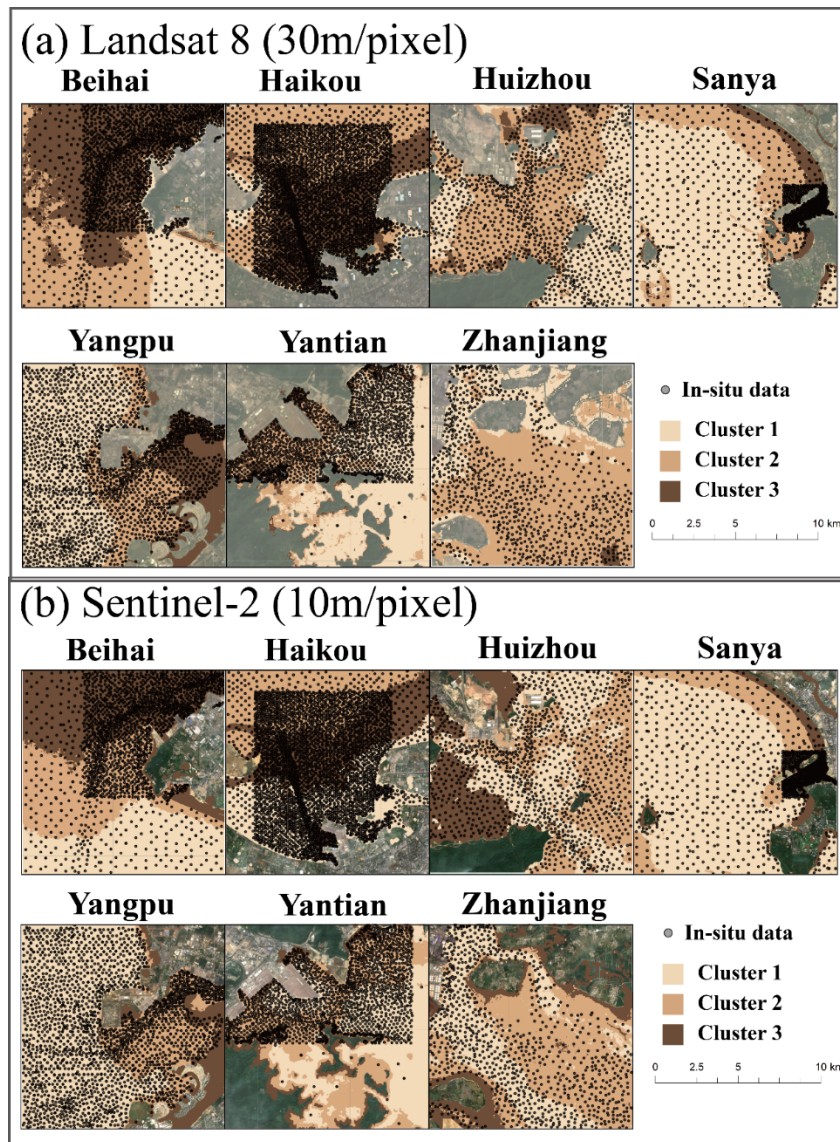 (a) Landsat 8 (30m/pixel)
Beihai Haikou Huizhou Sanya
Yangpu Yantian Zhanjiang
In-situ data
Cluster 1
Cluster 2
Cluster 3
0 2.5 5 10 km
(b) Sentinel-2 (10m/pixel)
Beihai Haikou Huizhou Sanya
Yangpu Yantian Zhanjiang
In-situ data
Cluster 1
Cluster 2
Cluster 3
0 2.5 5 10 km